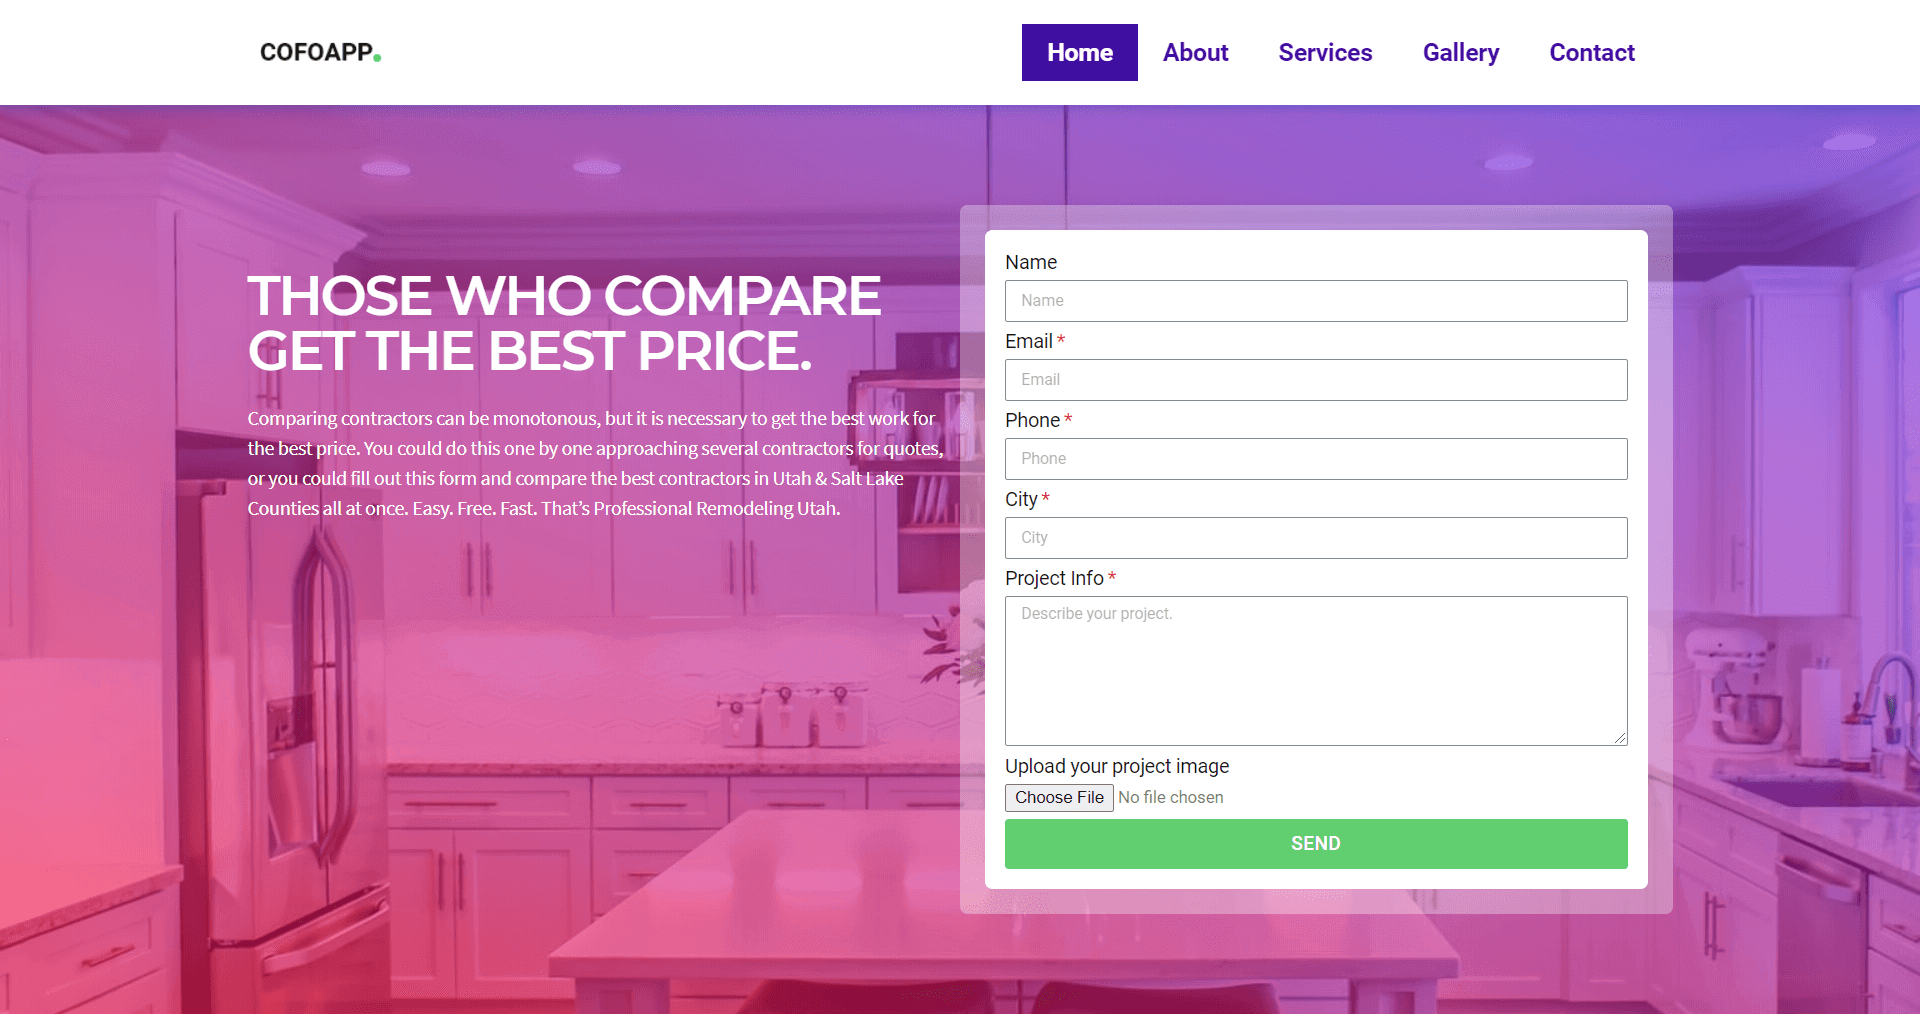 COFOAPP.
Home About Services Gallery Contact
THOSE WHO COMPARE
GET THE BEST PRICE.
Comparing contractors can be monotonous, but it is necessary to get the best work for
the best price. You could do this one by one approaching several contractors for quotes,
or you could fill out this form and compare the best contractors in Utah & Salt Lake
Counties all at once. Easy. Free. Fast. That’s Professional Remodeling Utah.
Name
Name
Email *
Email
Phone *
Phone
City *
City
Project Info *
Describe your project.
Upload your project image
Choose File No file chosen
SEND